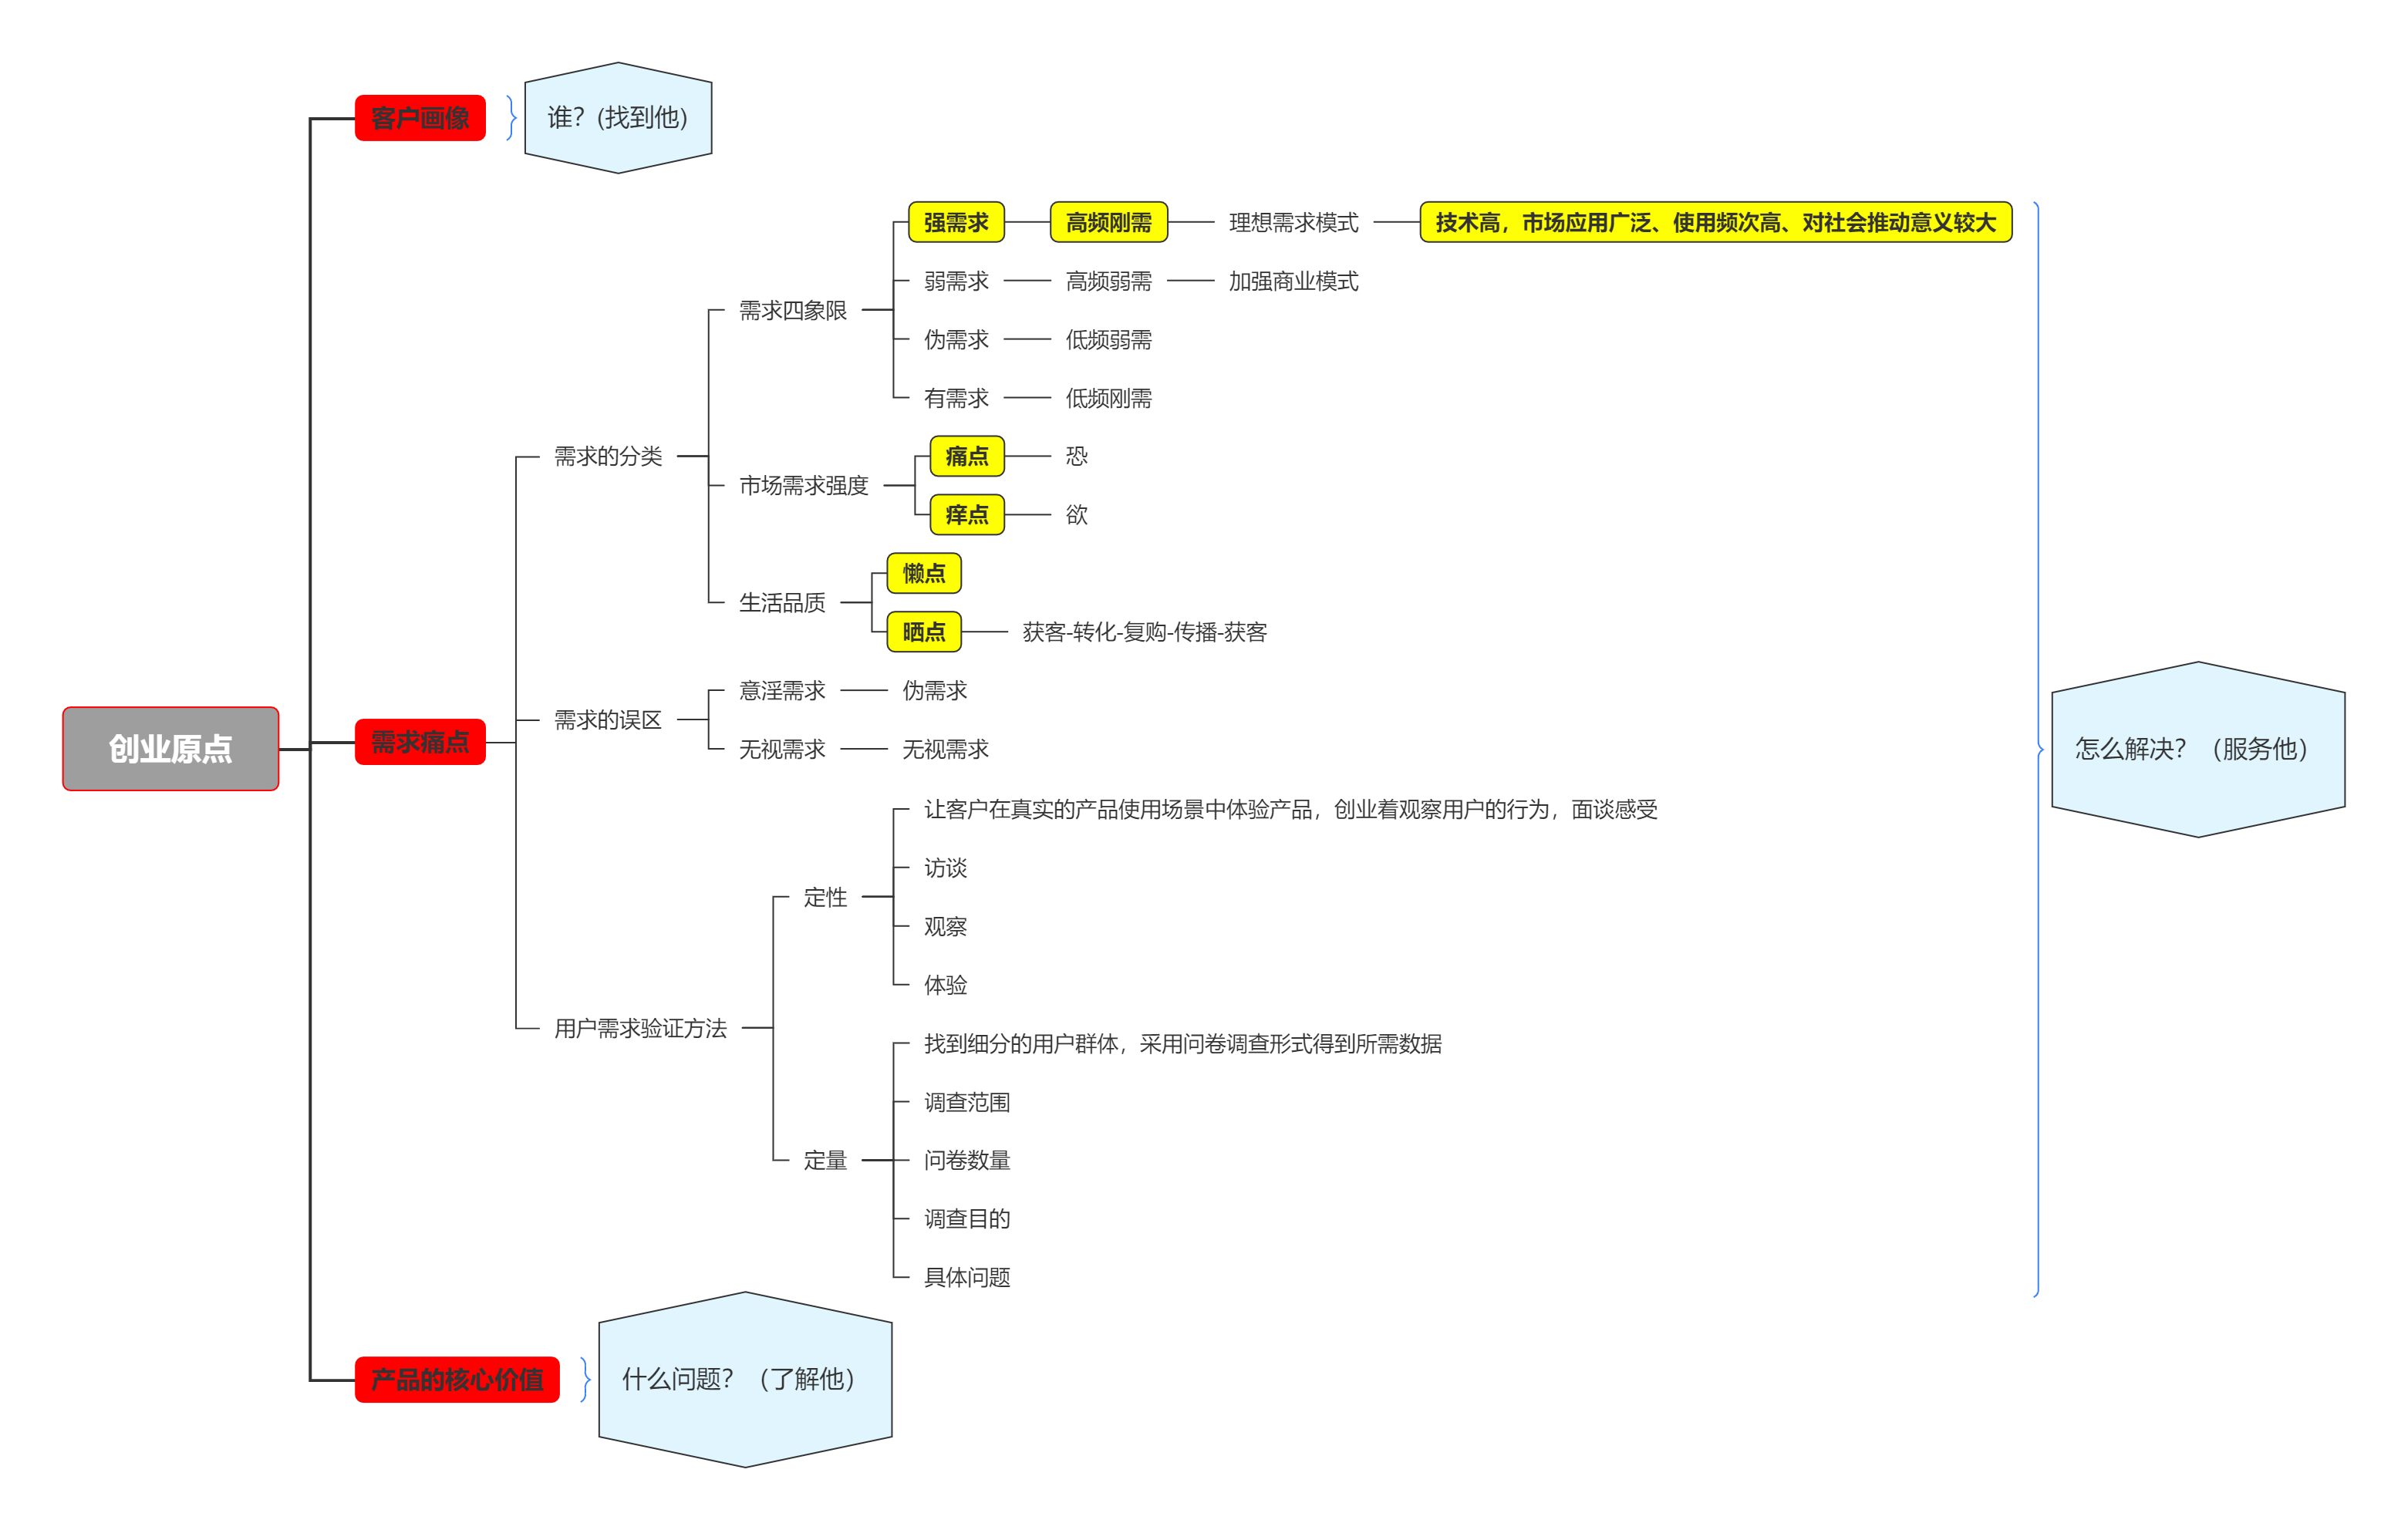 创业原点
客户画像
谁？(找到他)
需求痛点
需求的分类
需求四象限
强需求
高频刚需
理想需求模式
技术高，市场应用广泛、使用频次高、对社会推动意义较大
弱需求
高频弱需
加强商业模式
伪需求
低频弱需
有需求
低频刚需
市场需求强度
痛点
恐
痒点
欲
生活品质
懒点
晒点
获客-转化-复购-传播-获客
需求的误区
意淫需求
伪需求
无视需求
无视需求
用户需求验证方法
定性
让客户在真实的产品使用场景中体验产品，创业着观察用户的行为，面谈感受
访谈
观察
体验
定量
找到细分的用户群体，采用问卷调查形式得到所需数据
调查范围
问卷数量
调查目的
具体问题
怎么解决？（服务他）
产品的核心价值
什么问题？（了解他）